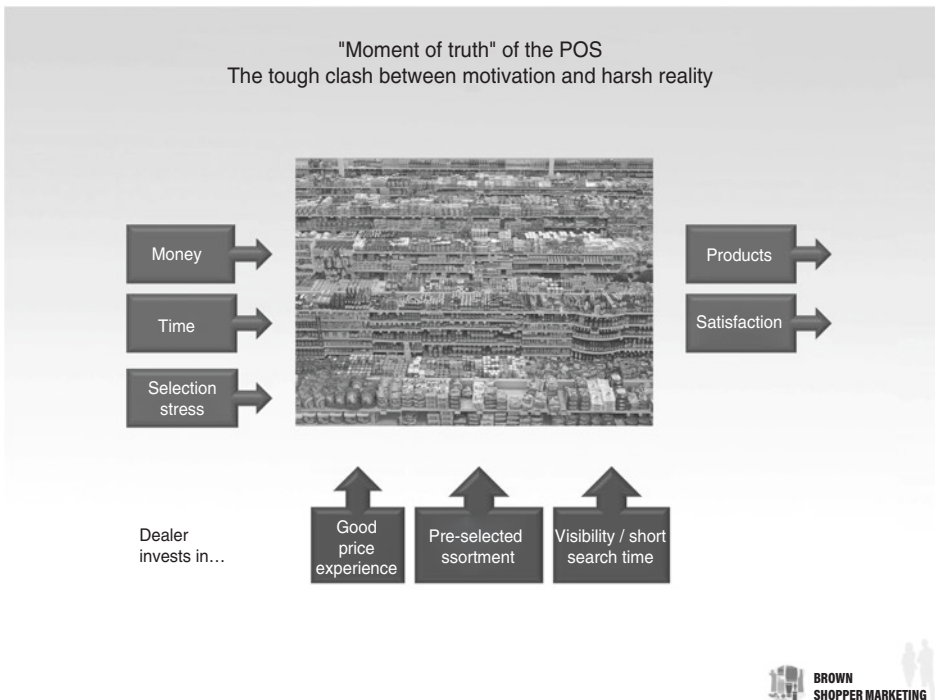 "Moment of truth" of the POS
The tough clash between motivation and harsh reality
Money
Time
Selection
stress
Products
Satisfaction
Dealer
invests in…
Good
price
experience
Pre-selected
ssortment
Visibility / short
search time
BROWN
SHOPPER MARKETING